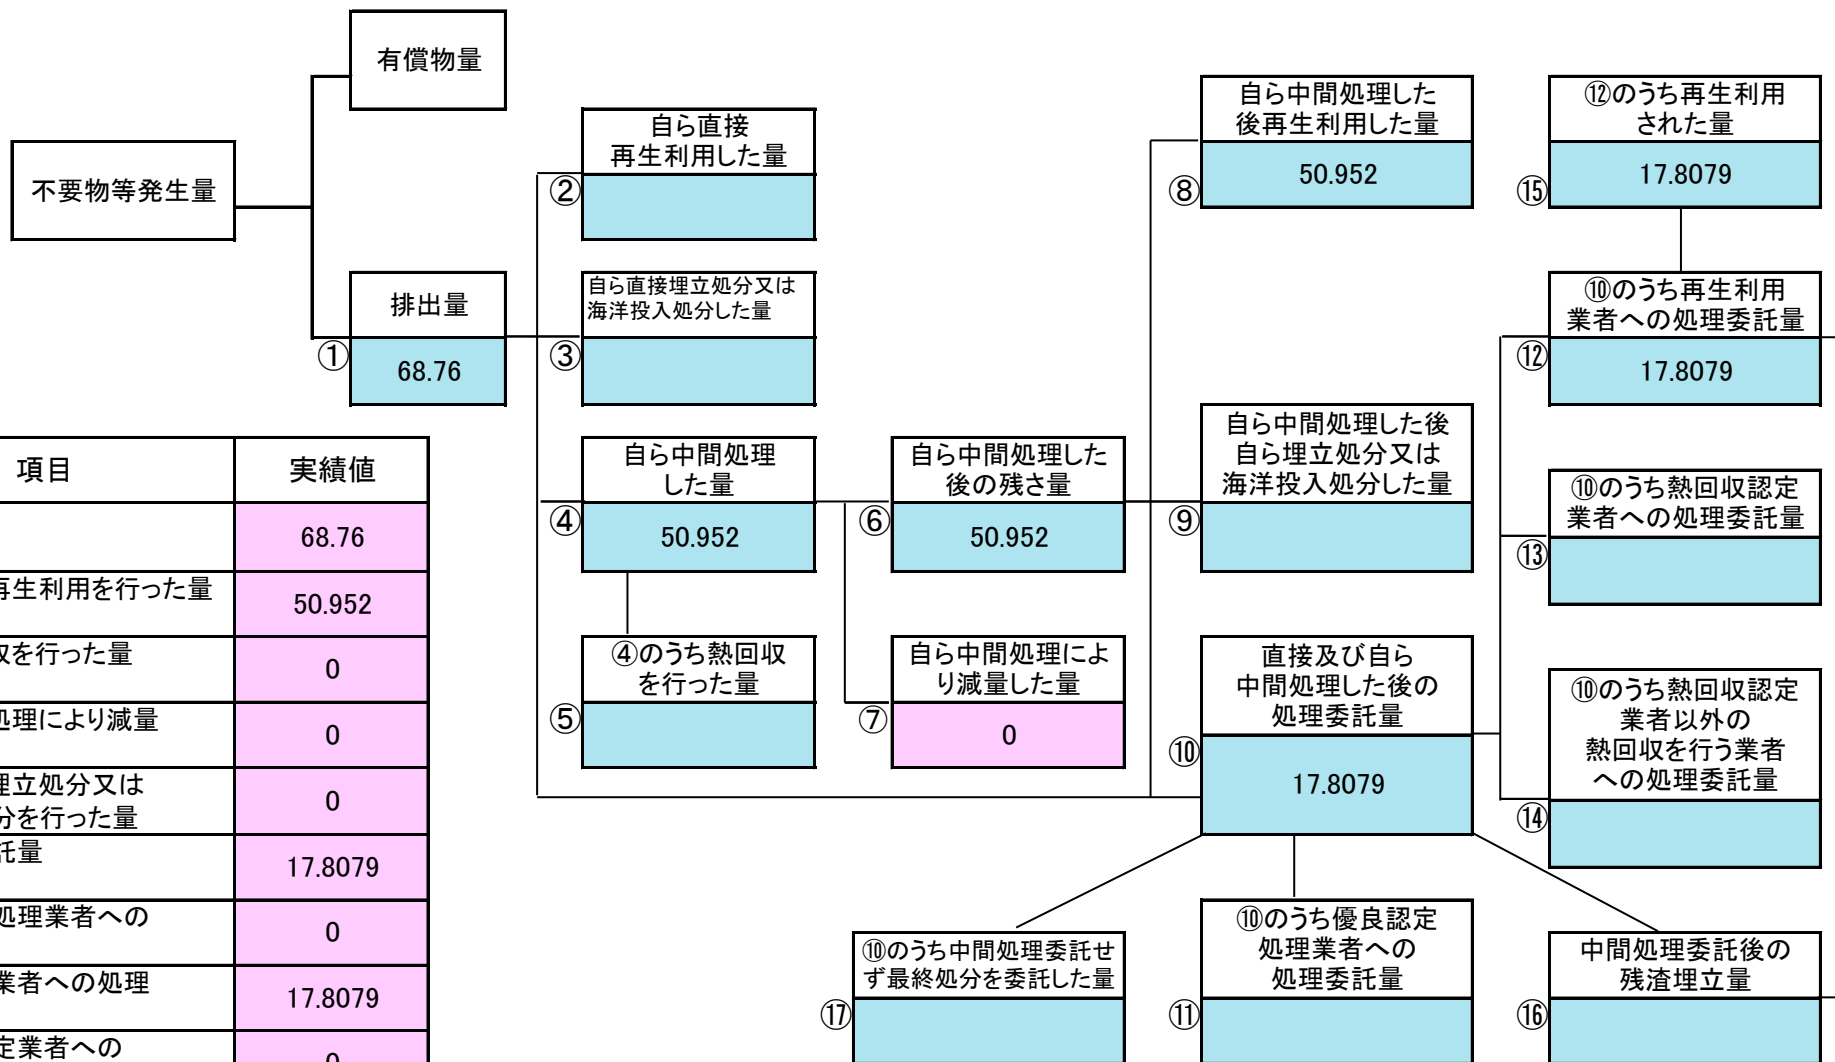 有償物量
不要物等発生量
排出量
①
68.76
自ら直接
再生利用した量
②
自ら直接埋立処分又は
海洋投入処分した量
③
自ら中間処理
した量
④
50.952
④のうち熱回収
を行った量
⑤
自ら中間処理した
後の残さ量
⑥
50.952
自ら中間処理によ
り減量した量
⑦
0
自ら中間処理した
後再生利用した量
⑧
50.952
自ら中間処理した後
自ら埋立処分又は
海洋投入処分した量
⑨
直接及び自ら
中間処理した後の
処理委託量
⑩
17.8079
⑩のうち優良認定
処理業者への
処理委託量
⑪
⑫のうち再生利用
された量
⑮
17.8079
⑩のうち再生利用
業者への処理委託量
⑫
17.8079
⑩のうち熱回収認定
業者への処理委託量
⑬
⑩のうち熱回収認定
業者以外の
熱回収を行う業者
への処理委託量
⑭
中間処理委託後の
残渣埋立量
⑯
⑩のうち中間処理委託せ
ず最終処分を委託した量
⑰
項目 実績値
68.76
再生利用を行った量 50.952
を行った量 0
処理により減量 0
埋立処分又は
分を行った量 0
託量 17.8079
処理業者への 0
業者への処理 17.8079
定業者への 0